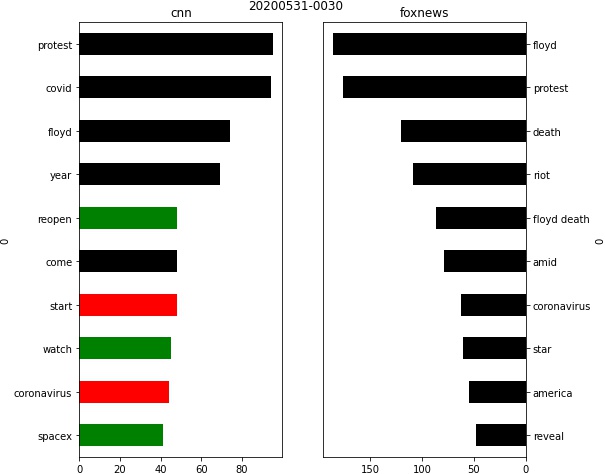 20200531-0030
cnn
protest
covid
floyd
year
reopen
come
start
watch
coronavirus
spacex
0 20 40 60 80
0
foxnews
floyd
protest
death
riot
floyd death
amid
coronavirus
star
america
reveal
150 100 50 0
0